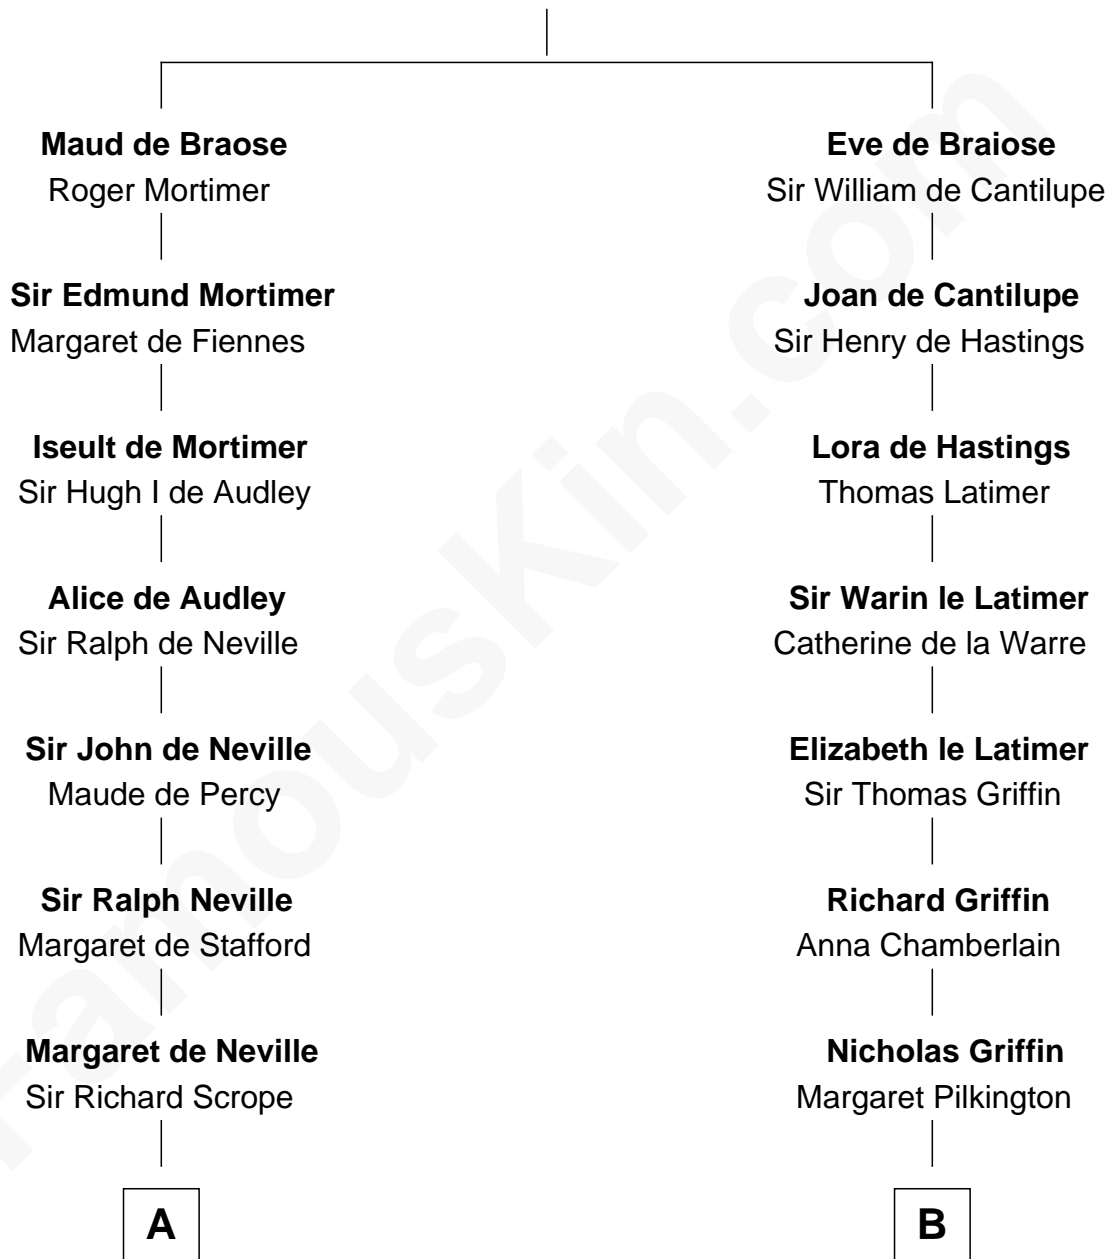 Maud de Braose
Roger Mortimer
Sir Edmund Mortimer
Margaret de Fiennes
Iseult de Mortimer
Sir Hugh I de Audley
Alice de Audley
Sir Ralph de Neville
Sir John de Neville
Maude de Percy
Sir Ralph Neville
Margaret de Stafford
Margaret de Neville
Sir Richard Scrope
A
Eve de Braiose
Sir William de Cantilupe
Joan de Cantilupe
Sir Henry de Hastings
Lora de Hastings
Thomas Latimer
Sir Warin le Latimer
Catherine de la Warre
Elizabeth le Latimer
Sir Thomas Griffin
Richard Griffin
Anna Chamberlain
Nicholas Griffin
Margaret Pilkington
B
FamousKin.com